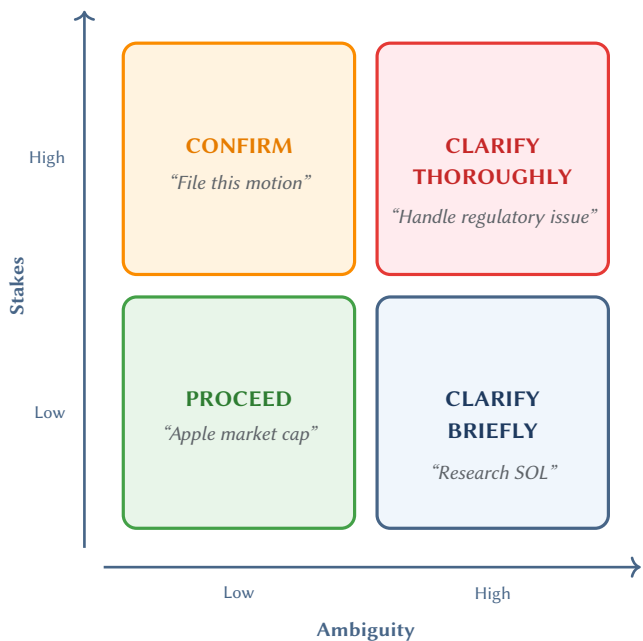 High
CONFIRM
“File this motion”
CLARIFY
THOROUGHLY
“Handle regulatory issue”
Stakes
Low
PROCEED
“Apple market cap”
CLARIFY
BRIEFLY
“Research SOL”
Low
High
Ambiguity